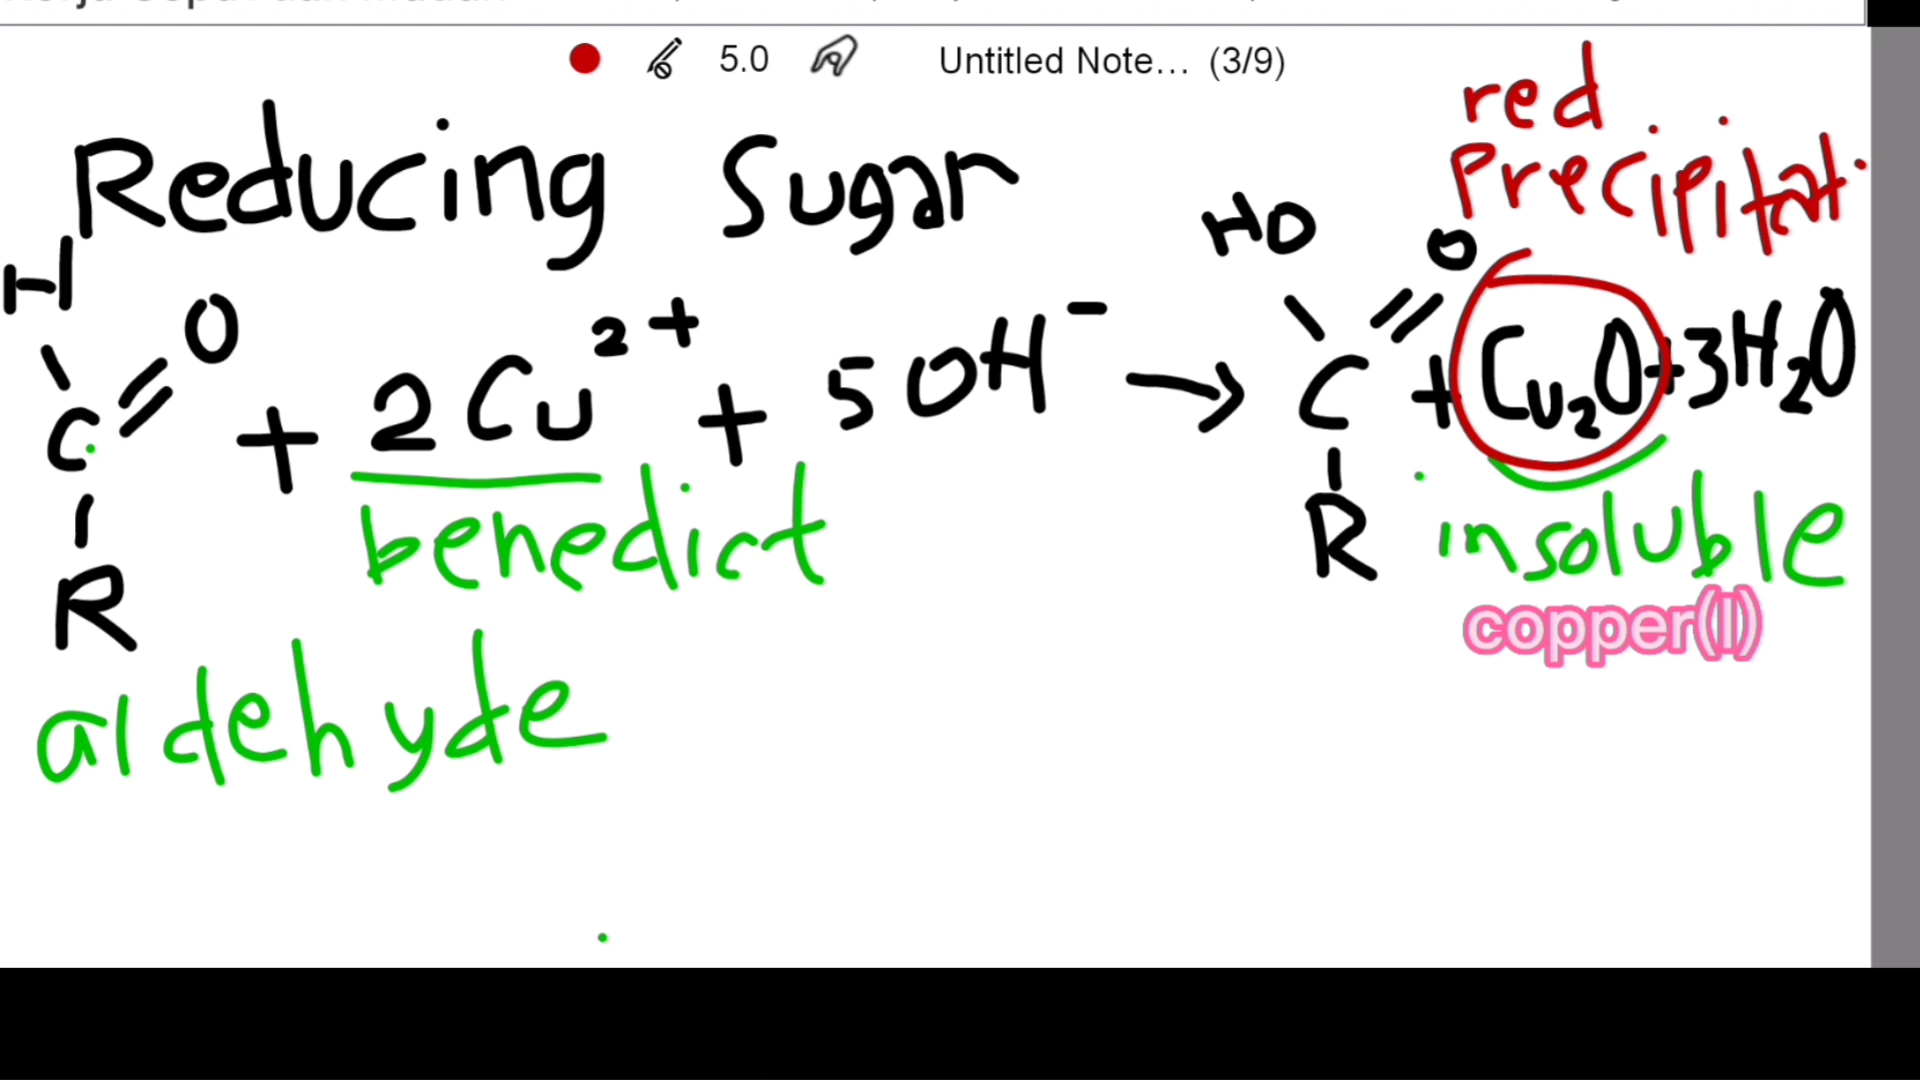 5.0 Untitled Note... (3/9)
red
precipitat
Reducing Sugar
H
C = O + 2Cu²⁺ + 5OH⁻ → HO C = O + Cu₂O + 3H₂O
R
R
benedict
insoluble
copper(I)
aldehyde